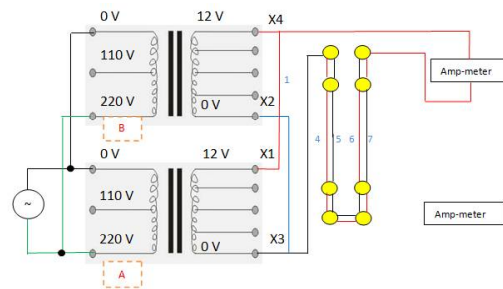 0 V 12 V X4
110 V
220 V 0 V X2
B
1
0 V 12 V X1
110 V
220 V 0 V X3
A
~
4 5 6 7
Amp-meter
Amp-meter